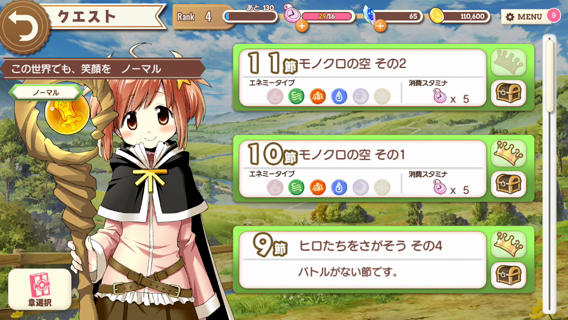 クエスト
Rank 4
あと 130
29/16
65
110,600
MENU
9
この世界でも、笑顔を ノーマル
ノーマル
章選択
11節 モノクロの空 その2
エネミータイプ
消費スタミナ
x 5
10節 モノクロの空 その1
エネミータイプ
消費スタミナ
x 5
9節 ヒロたちをさがそう その4
バトルがない節です。